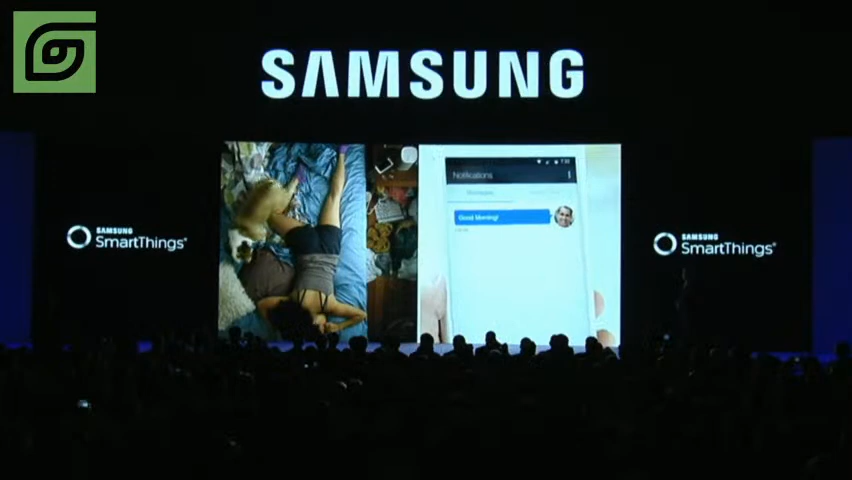 SAMSUNG
Notifications
Good Morning!
SAMSUNG
SmartThings
SAMSUNG
SmartThings